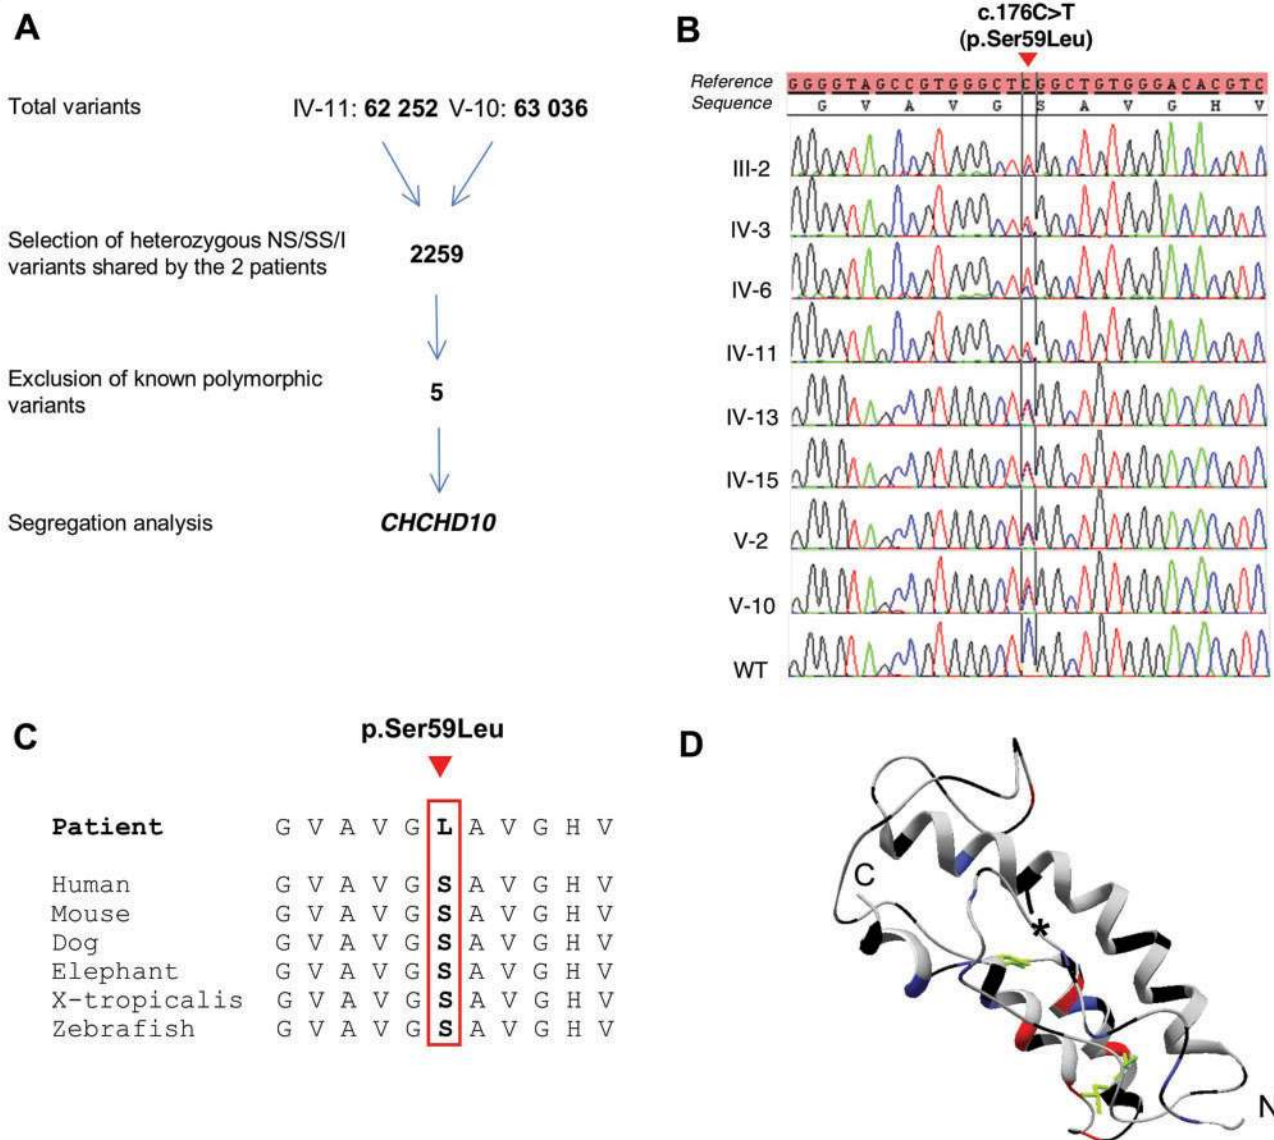 A
Total variants
IV-11: 62 252 V-10: 63 036
Selection of heterozygous NS/SS/I
variants shared by the 2 patients
2259
Exclusion of known polymorphic
variants
5
Segregation analysis
CHCHD10
B
c.176C>T
(p.Ser59Leu)
Reference
GGGGTAGCCGTGGGCTCGGCTGTGGGACACGTC
Sequence
G V A V G S A V G H V
III-2
IV-3
IV-6
IV-11
IV-13
IV-15
V-2
V-10
WT
C
p.Ser59Leu
Patient G V A V G L A V G H V
Human G V A V G S A V G H V
Mouse G V A V G S A V G H V
Dog G V A V G S A V G H V
Elephant G V A V G S A V G H V
X-tropicalis G V A V G S A V G H V
Zebrafish G V A V G S A V G H V
D
C
*
N